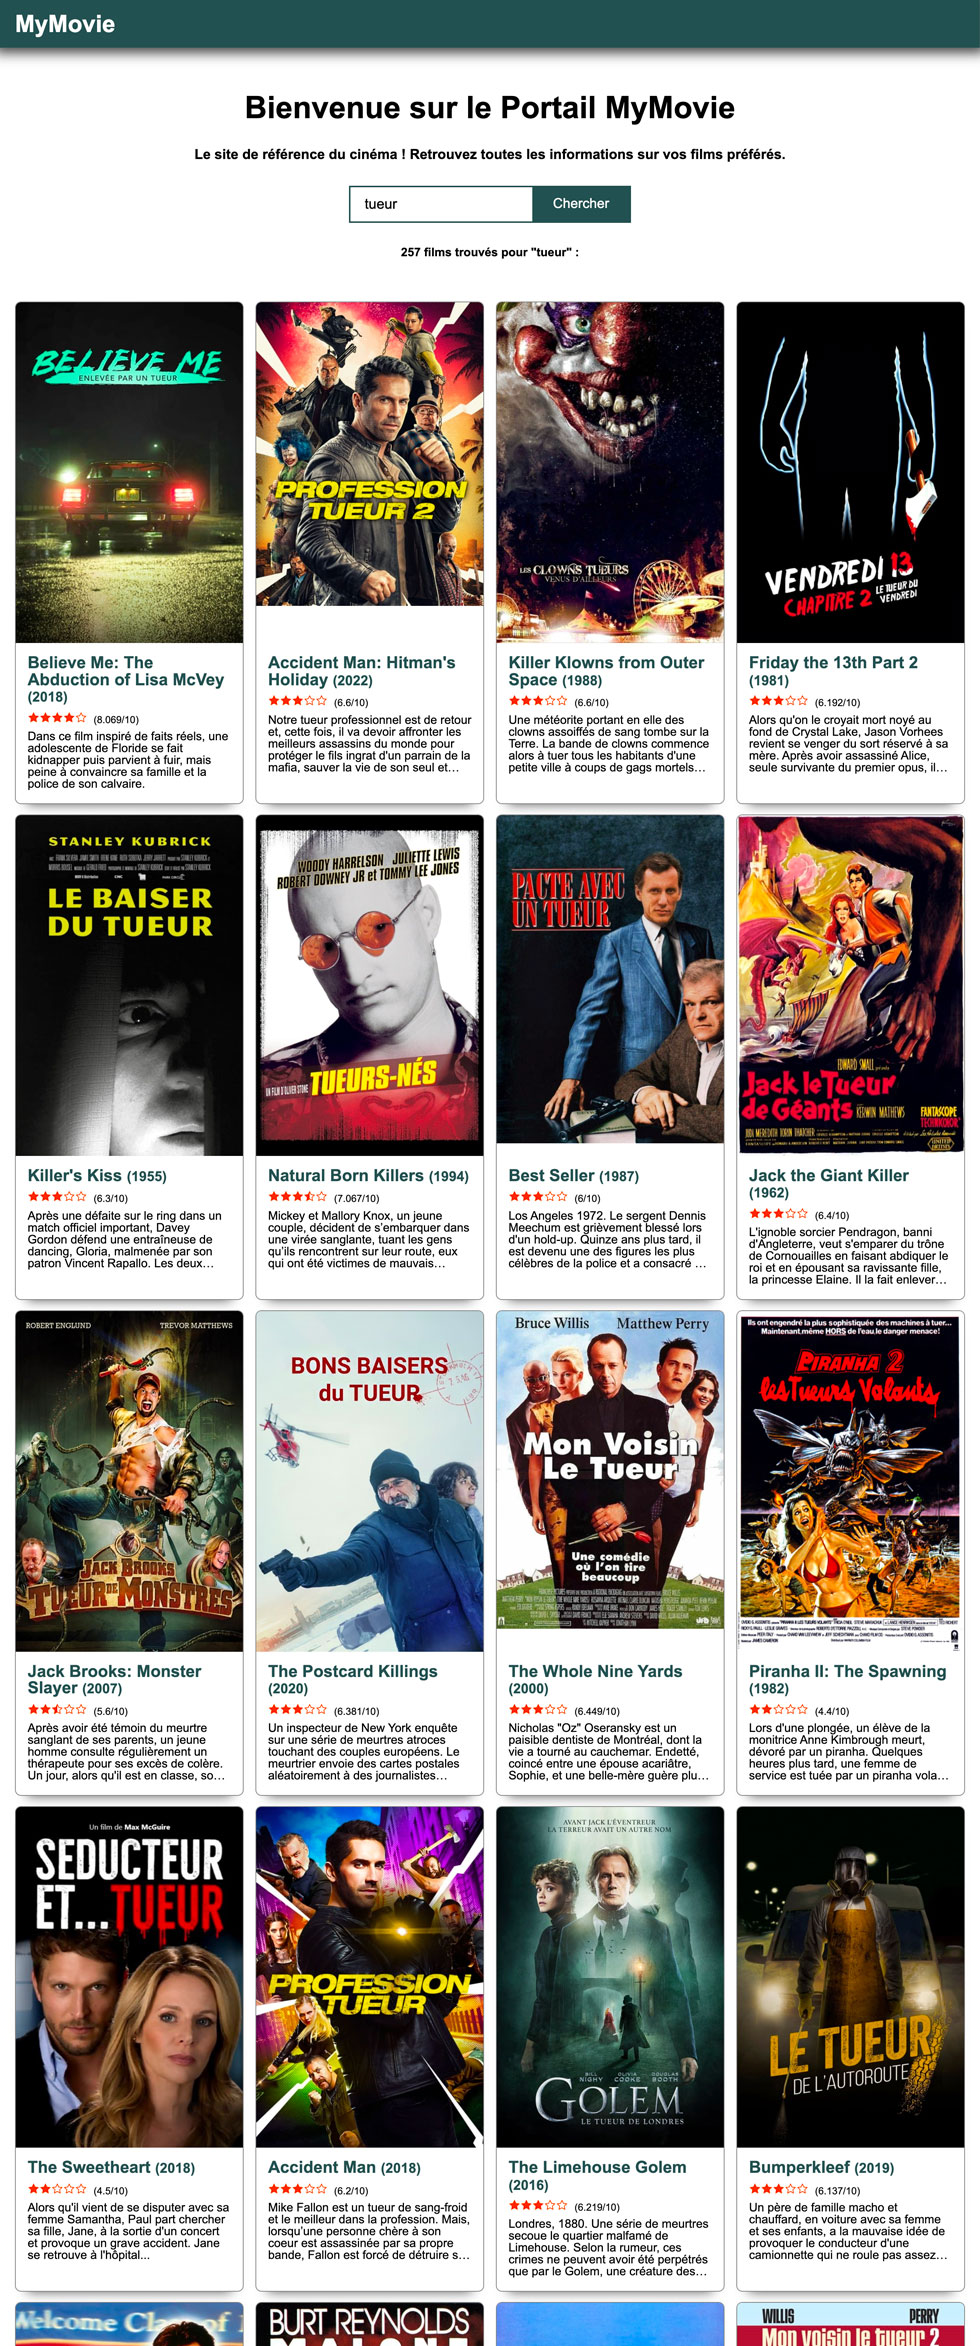 MyMovie
Bienvenue sur le Portail MyMovie
Le site de référence du cinéma ! Retrouvez toutes les informations sur vos films préférés.
tueur
Chercher
257 films trouvés pour "tueur" :
BELIEVE ME
ENLEVÉE PAR UN TUEUR
PROFESSION
TUEUR 2
LES CLOWNS TUEURS
VENUS D'AILLEURS
VENDREDI 13
CHAPITRE 2
LE TUEUR DU
VENDREDI
Believe Me: The
Abduction of Lisa McVey
(2018)
(8.069/10)
Dans ce film inspiré de faits réels, une
adolescente de Floride se fait
kidnapper puis parvient à fuir, mais
peine à convaincre sa famille et la
police de son calvaire.
Accident Man: Hitman's
Holiday (2022)
(6.6/10)
Notre tueur professionnel est de retour
et, cette fois, il va devoir affronter les
meilleurs assassins du monde pour
protéger le fils ingrat d'un parrain de la
mafia, sauver la vie de son seul et…
Killer Klowns from Outer
Space (1988)
(6.6/10)
Une météorite portant en elle des
clowns assoiffés de sang tombe sur la
Terre. La bande de clowns commence
alors à tuer tous les habitants d'une
petite ville à coups de gags mortels…
Friday the 13th Part 2
(1981)
(6.192/10)
Alors qu'on le croyait mort noyé au
fond de Crystal Lake, Jason Vorhees
revient se venger du sort réservé à sa
mère. Après avoir assassiné Alice,
seule survivante du premier opus, il…
STANLEY KUBRICK
LE BAISER
DU TUEUR
WOODY HARRELSON JULIETTE LEWIS
ROBERT DOWNEY JR et TOMMY LEE JONES
UN FILM D'OLIVER STONE
TUEURS-NÉS
PACTE AVEC
UN TUEUR
EDWARD SMALL
Jack le Tueur
de Géants
KERWIN MATHEWS
JUDI MEREDITH TORIN THATCHER
FANTASCOPE
TECHNICOLOR
UNITED
ARTISTS
Killer's Kiss (1955)
(6.3/10)
Après une défaite sur le ring dans un
match officiel important, Davey
Gordon défend une entraîneuse de
dancing, Gloria, malmenée par son
patron Vincent Rapallo. Les deux…
Natural Born Killers (1994)
(7.067/10)
Mickey et Mallory Knox, un jeune
couple, décident de s'embarquer dans
une virée sanglante, tuant les gens
qu'ils rencontrent sur leur route, eux
qui ont été victimes de mauvais…
Best Seller (1987)
(6/10)
Los Angeles 1972. Le sergent Dennis
Meechum est grièvement blessé lors
d'un hold-up. Quinze ans plus tard, il
est devenu une des figures les plus
célèbres de la police et a consacré …
Jack the Giant Killer
(1962)
(6.4/10)
L'ignoble sorcier Pendragon, banni
d'Angleterre, veut s'emparer du trône
de Cornouailles en faisant abdiquer le
roi et en épousant sa ravissante fille,
la princesse Elaine. Il la fait enlever…
ROBERT ENGLUND TREVOR MATTHEWS
JACK BROOKS
TUEUR DE MONSTRES
BONS BAISERS
du TUEUR
Bruce Willis Matthew Perry
Mon Voisin
Le Tueur
Une comédie
où l'on tire
beaucoup
Ils ont engendré la plus sophistiquée des machines à tuer...
Maintenant, même HORS de l'eau, le danger menace!
PIRANHA 2
les Tueurs Volants
Jack Brooks: Monster
Slayer (2007)
(5.6/10)
Après avoir été témoin du meurtre
sanglant de ses parents, un jeune
homme consulte régulièrement un
thérapeute pour ses excès de colère.
Un jour, alors qu'il est en classe, so…
The Postcard Killings
(2020)
(6.381/10)
Un inspecteur de New York enquête
sur une série de meurtres atroces
touchant des couples européens. Le
meurtrier envoie des cartes postales
aléatoirement à des journalistes…
The Whole Nine Yards
(2000)
(6.449/10)
Nicholas "Oz" Oseransky est un
paisible dentiste de Montréal, dont la
vie a tourné au cauchemar. Endetté,
coincé entre une épouse acariâtre,
Sophie, et une belle-mère guère plu…
Piranha II: The Spawning
(1982)
(4.4/10)
Lors d'une plongée, un élève de la
monitrice Anne Kimbrough meurt,
dévoré par un piranha. Quelques
heures plus tard, une femme de
service est tuée par un piranha vola…
Un film de Max McGuire
SEDUCTEUR
ET...TUEUR
PROFESSION
TUEUR
AVANT JACK L'ÉVENTREUR
LA TERREUR AVAIT UN AUTRE NOM
BILL NIGHY OLIVIA COOKE DOUGLAS BOOTH
GOLEM
LE TUEUR DE LONDRES
LE TUEUR
DE L'AUTOROUTE
The Sweetheart (2018)
(4.5/10)
Alors qu'il vient de se disputer avec sa
femme Samantha, Paul part chercher
sa fille, Jane, à la sortie d'un concert
et provoque un grave accident. Jane
se retrouve à l'hôpital...
Accident Man (2018)
(6.2/10)
Mike Fallon est un tueur de sang-froid
et le meilleur dans la profession. Mais,
lorsqu'une personne chère à son
coeur est assassinée par sa propre
bande, Fallon est forcé de détruire s…
The Limehouse Golem
(2016)
(6.219/10)
Londres, 1880. Une série de meurtres
secoue le quartier malfamé de
Limehouse. Selon la rumeur, ces
crimes ne peuvent avoir été perpétrés
que par le Golem, une créature des…
Bumperkleef (2019)
(6.137/10)
Un père de famille macho et
chauffard, en voiture avec sa femme
et ses enfants, a la mauvaise idée de
provoquer le conducteur d'une
camionnette qui ne roule pas assez…
Welcome Class of
BURT REYNOLDS
MALONE
WILLIS PERRY
Mon voisin le tueur 2